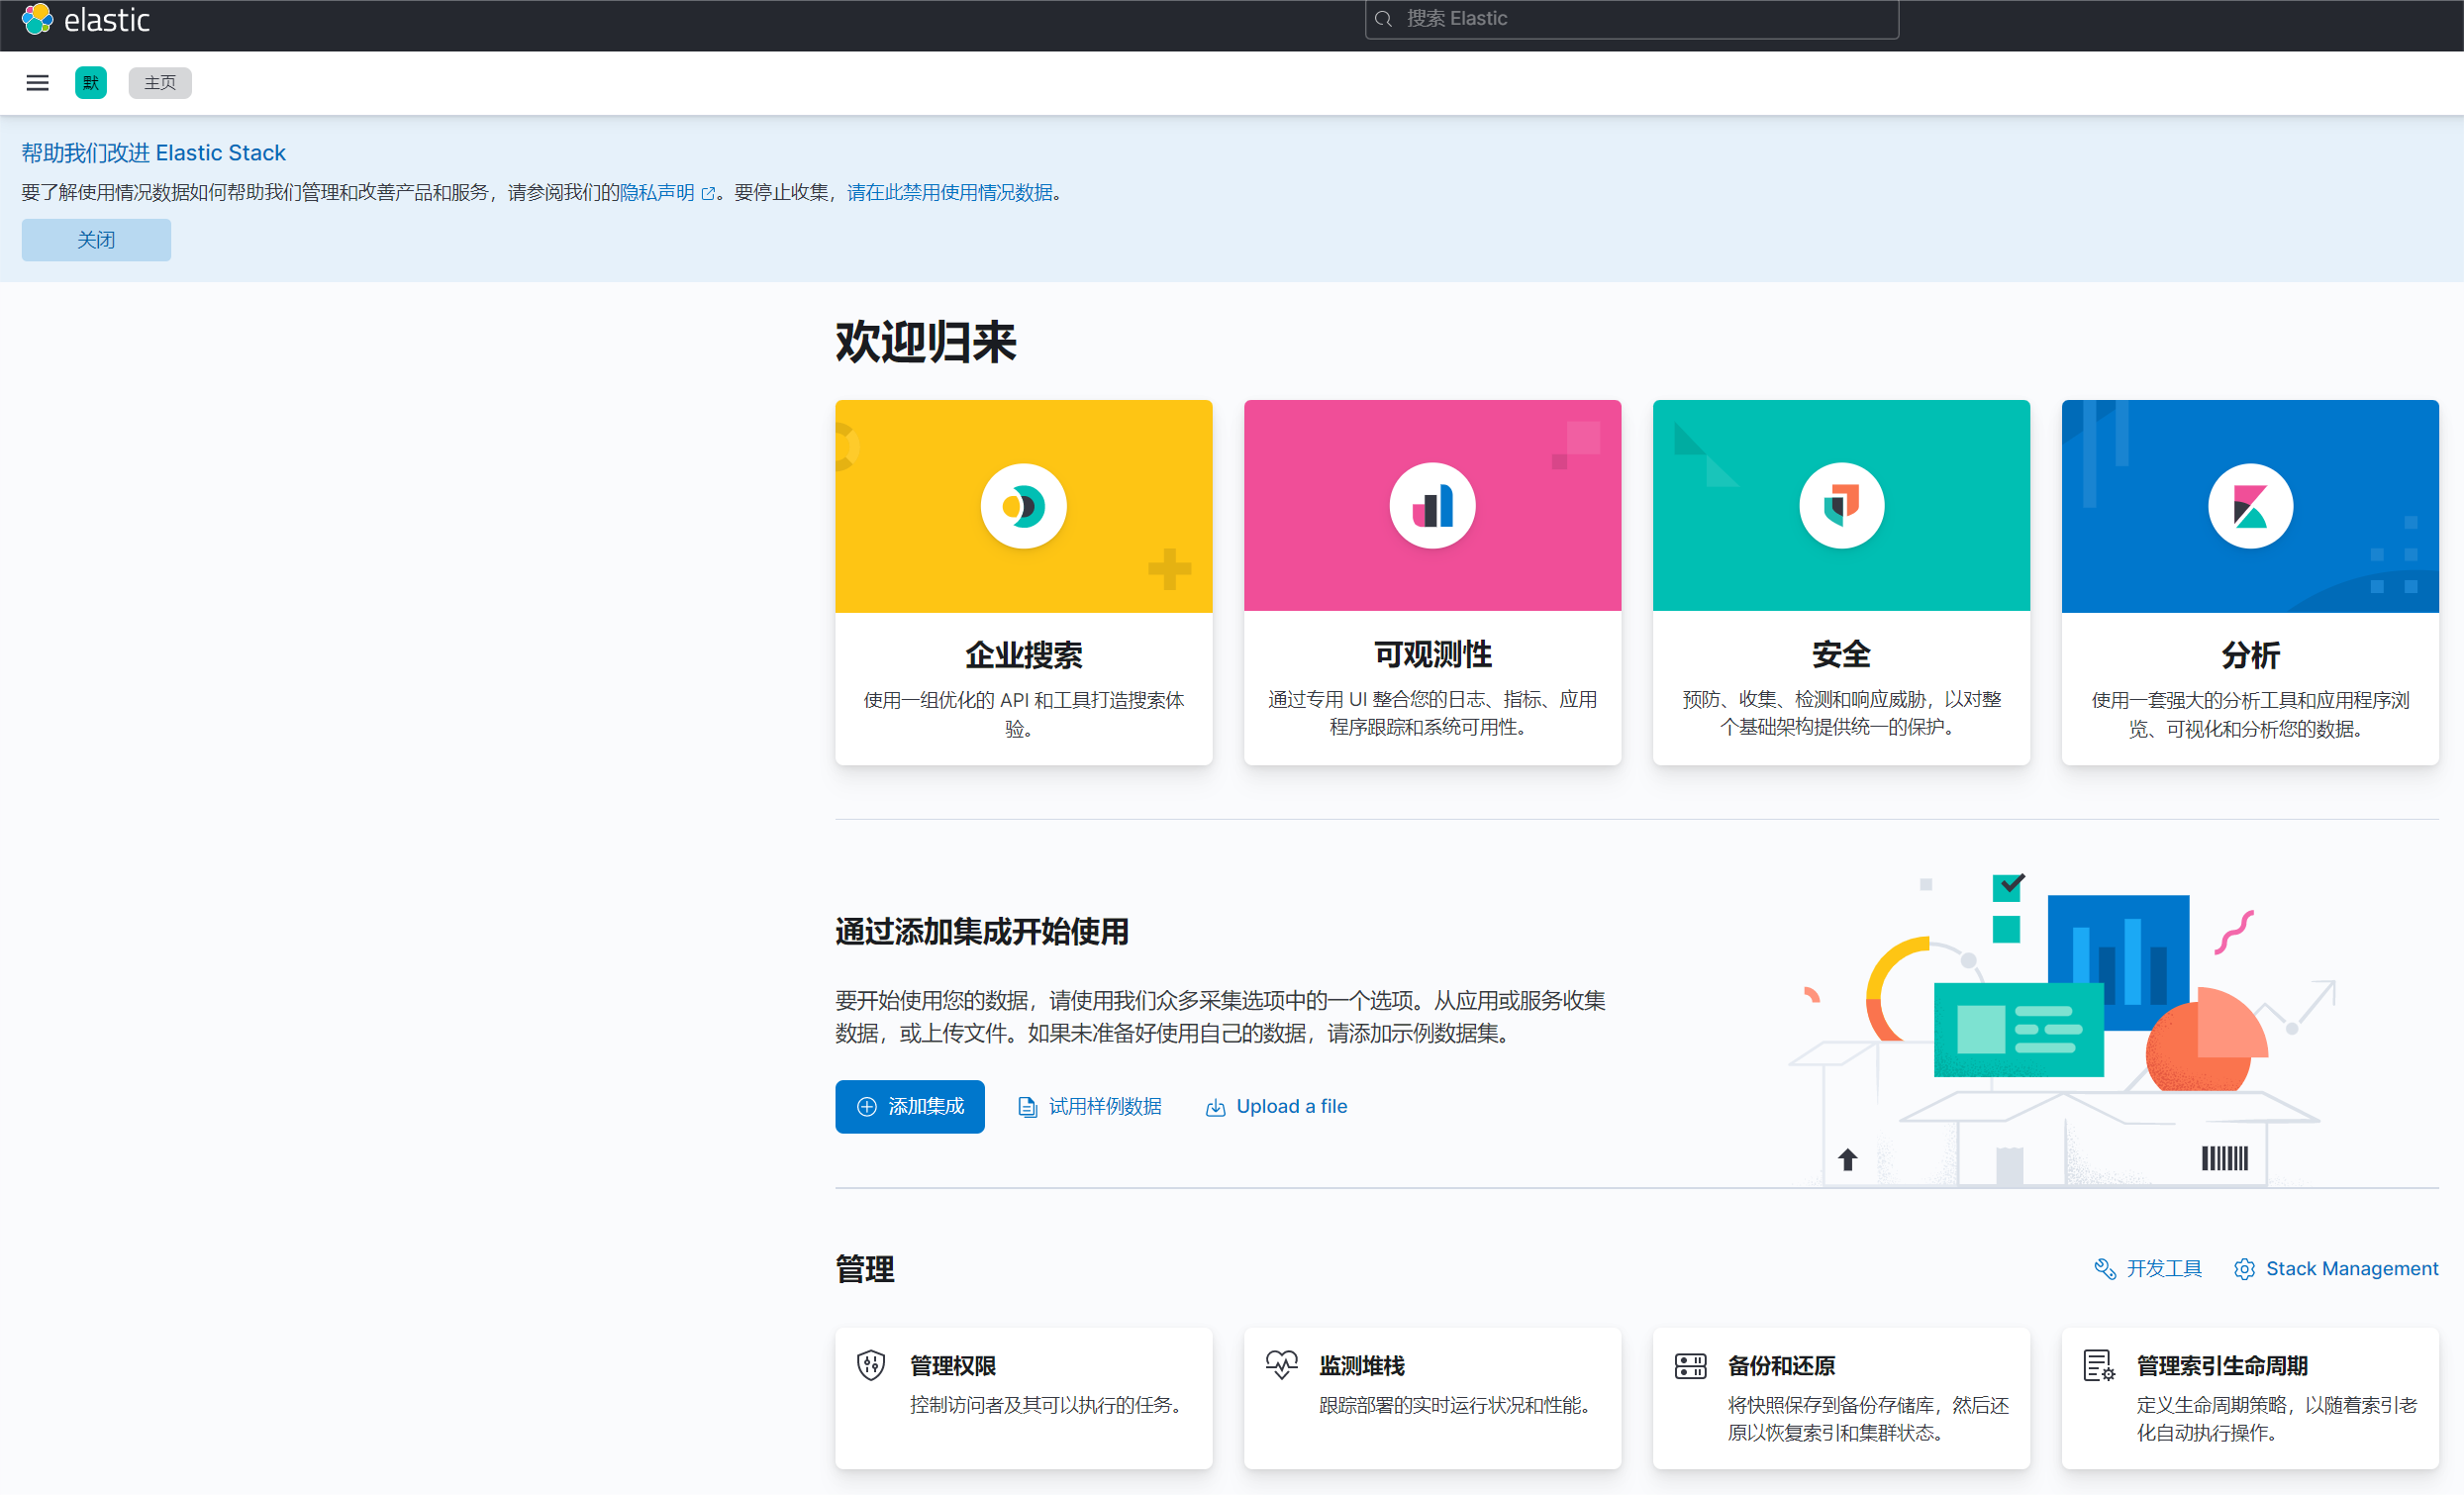 elastic
搜索 Elastic
默
主页
帮助我们改进 Elastic Stack
要了解使用情况数据如何帮助我们管理和改善产品和服务，请参阅我们的隐私声明。要停止收集，请在此禁用使用情况数据。
关闭
欢迎归来
企业搜索
使用一组优化的 API 和工具打造搜索体
验。
可观测性
通过专用 UI 整合您的日志、指标、应用
程序跟踪和系统可用性。
安全
预防、收集、检测和响应威胁，以对整
个基础架构提供统一的保护。
分析
使用一套强大的分析工具和应用程序浏
览、可视化和分析您的数据。
通过添加集成开始使用
要开始使用您的数据，请使用我们众多采集选项中的一个选项。从应用或服务收集
数据，或上传文件。如果未准备好使用自己的数据，请添加示例数据集。
添加集成
试用样例数据
Upload a file
管理
开发工具
Stack Management
管理权限
控制访问者及其可以执行的任务。
监测堆栈
跟踪部署的实时运行状况和性能。
备份和还原
将快照保存到备份存储库，然后还
原以恢复索引和集群状态。
管理索引生命周期
定义生命周期策略，以随着索引老
化自动执行操作。